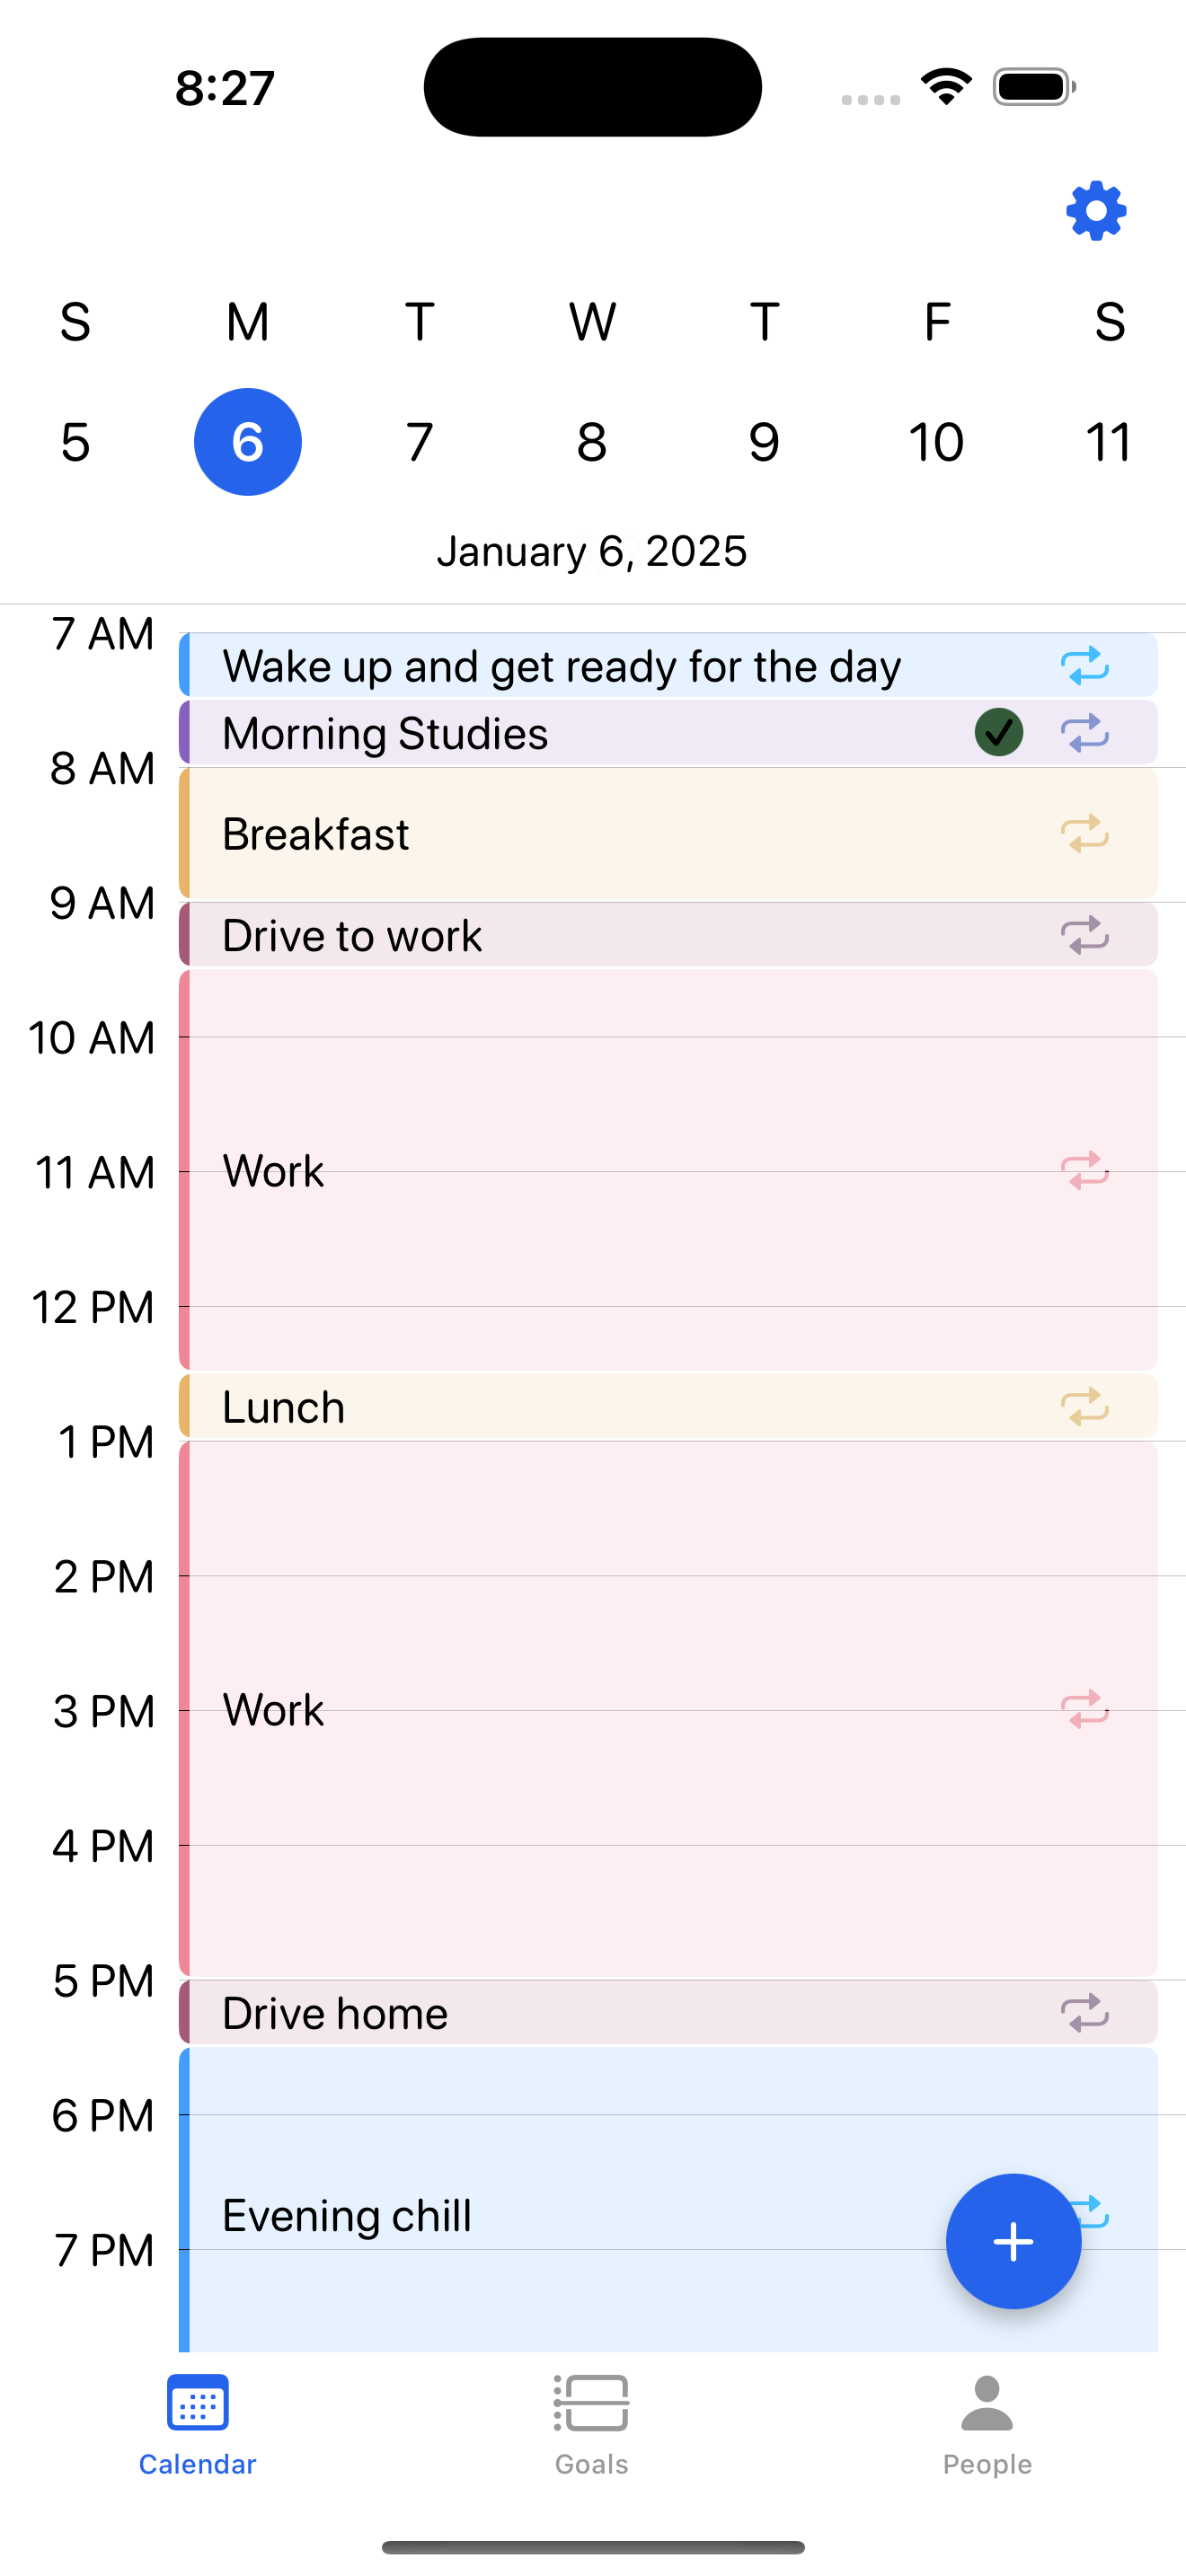 8:27
S M T W T F S
5 6 7 8 9 10 11
January 6, 2025
7 AM
Wake up and get ready for the day
Morning Studies
8 AM
Breakfast
9 AM
Drive to work
10 AM
11 AM
Work
12 PM
Lunch
1 PM
2 PM
3 PM
Work
4 PM
5 PM
Drive home
6 PM
Evening chill
7 PM
Calendar Goals People